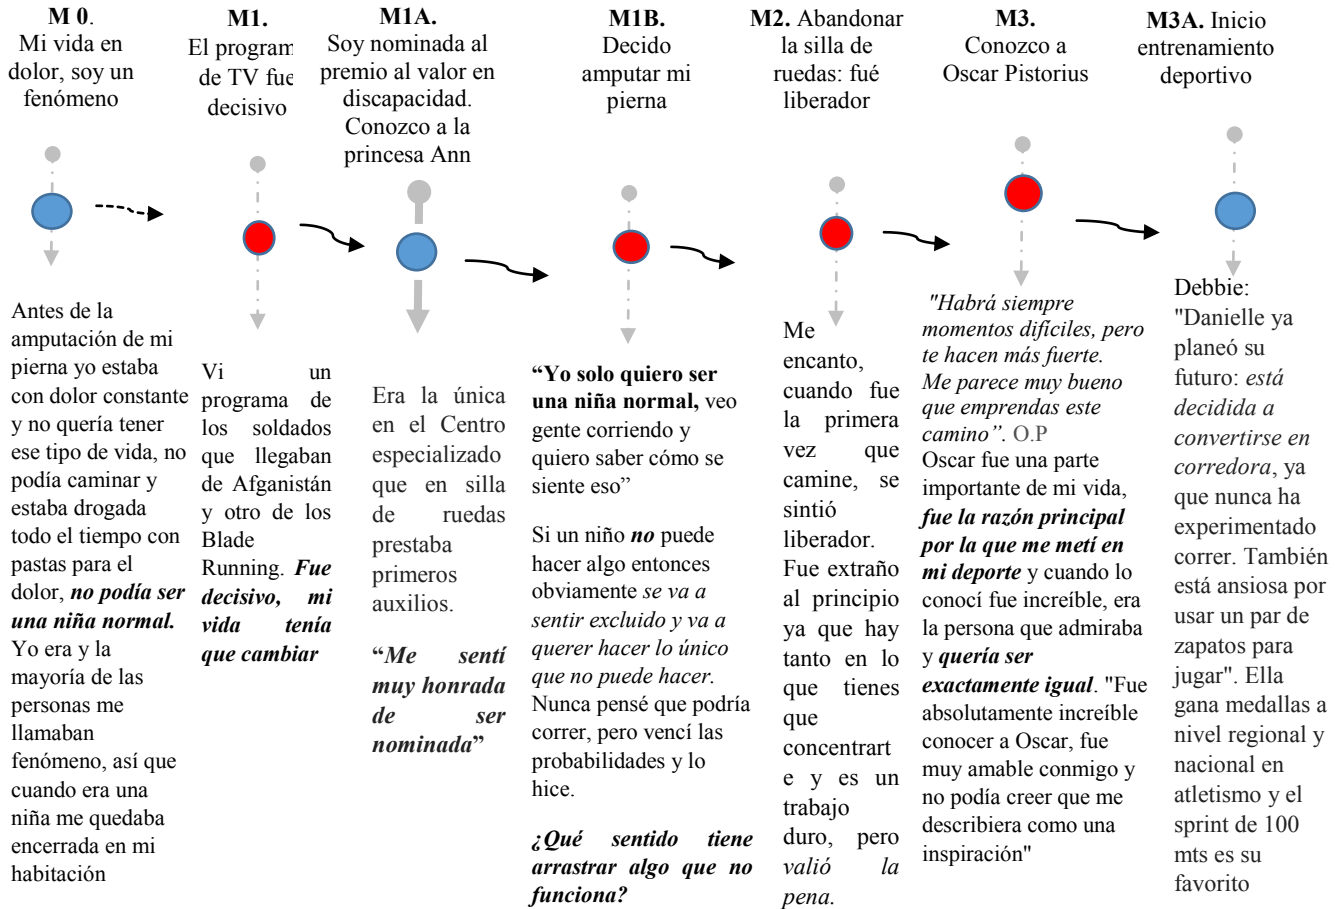 M 0.
Mi vida en
dolor, soy un
fenómeno
M1.
El program
de TV fue
decisivo
M1A.
Soy nominada al
premio al valor en
discapacidad.
Conozco a la
princesa Ann
M1B.
Decido
amputar mi
pierna
M2. Abandonar
la silla de
ruedas: fué
liberador
M3.
Conozco a
Oscar Pistorius
M3A. Inicio
entrenamiento
deportivo
Antes de la
amputación de mi
pierna yo estaba
con dolor constante
y no quería tener
ese tipo de vida, no
podía caminar y
estaba drogada
todo el tiempo con
pastas para el
dolor, no podía ser
una niña normal.
Yo era y la
mayoría de las
personas me
llamaban
fenómeno, así que
cuando era una
niña me quedaba
encerrada en mi
habitación
Vi un
programa de
los soldados
que llegaban
de Afganistán
y otro de los
Blade
Running. Fue
decisivo, mi
vida tenía
que cambiar
Era la única
en el Centro
especializado
que en silla
de ruedas
prestaba
primeros
auxilios.
“Me sentí
muy honrada
de ser
nominada”
“Yo solo quiero ser
una niña normal, veo
gente corriendo y
quiero saber cómo se
siente eso”
Si un niño no puede
hacer algo entonces
obviamente se va a
sentir excluido y va a
querer hacer lo único
que no puede hacer.
Nunca pensé que podría
correr, pero vencí las
probabilidades y lo
hice.
¿Qué sentido tiene
arrastrar algo que no
funciona?
Me
encanto,
cuando fue
la primera
vez que
camine, se
sintió
liberador.
Fue extraño
al principio
ya que hay
tanto en lo
que tienes
que
concentrart
e y es un
trabajo
duro, pero
valió la
pena.
"Habrá siempre
momentos difíciles, pero
te hacen más fuerte.
Me parece muy bueno
que emprendas este
camino”. O.P
Oscar fue una parte
importante de mi vida,
fue la razón principal
por la que me metí en
mi deporte y cuando lo
conocí fue increíble, era
la persona que admiraba
y quería ser
exactamente igual. "Fue
absolutamente increíble
conocer a Oscar, fue
muy amable conmigo y
no podía creer que me
describiera como una
inspiración"
Debbie:
"Danielle ya
planeó su
futuro: está
decidida a
convertirse en
corredora, ya
que nunca ha
experimentado
correr. También
está ansiosa por
usar un par de
zapatos para
jugar". Ella
gana medallas a
nivel regional y
nacional en
atletismo y el
sprint de 100
mts es su
favorito